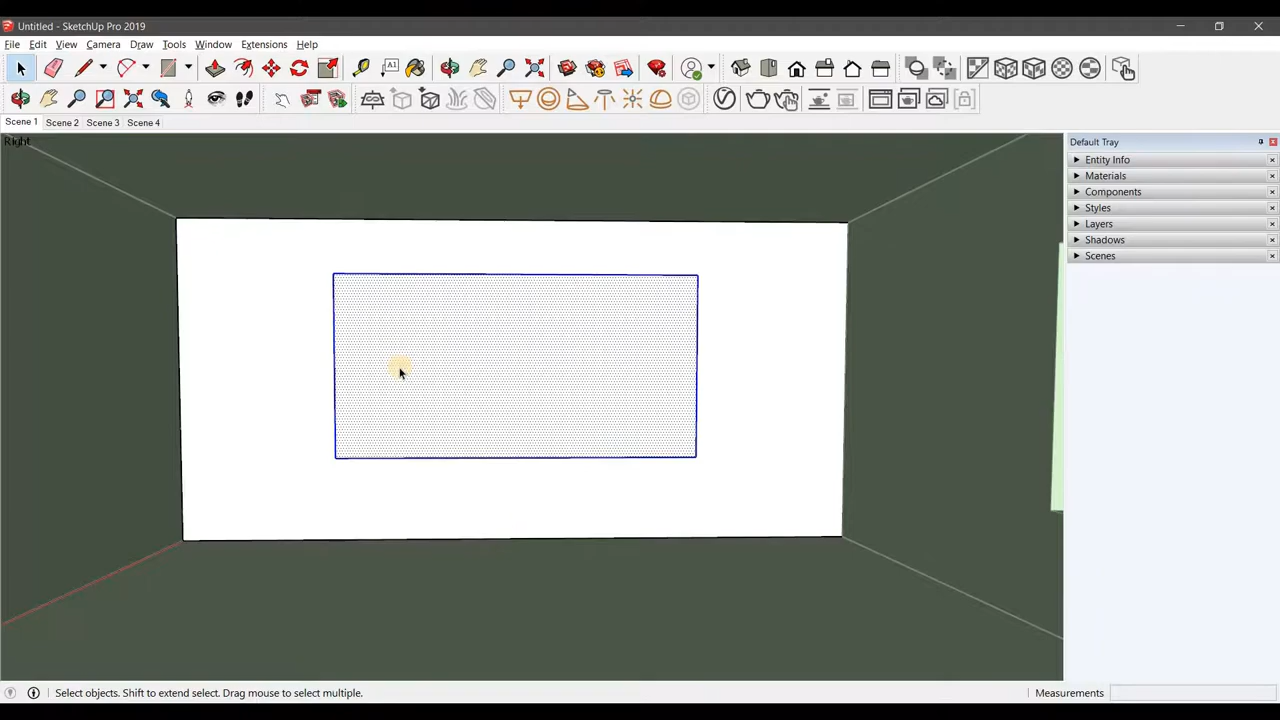 Untitled - SketchUp Pro 2019
File Edit View Camera Draw Tools Window Extensions Help
A1
Scene 1 Scene 2 Scene 3 Scene 4
Right
Default Tray
Entity Info
Materials
Components
Styles
Layers
Shadows
Scenes
Select objects. Shift to extend select. Drag mouse to select multiple.
Measurements